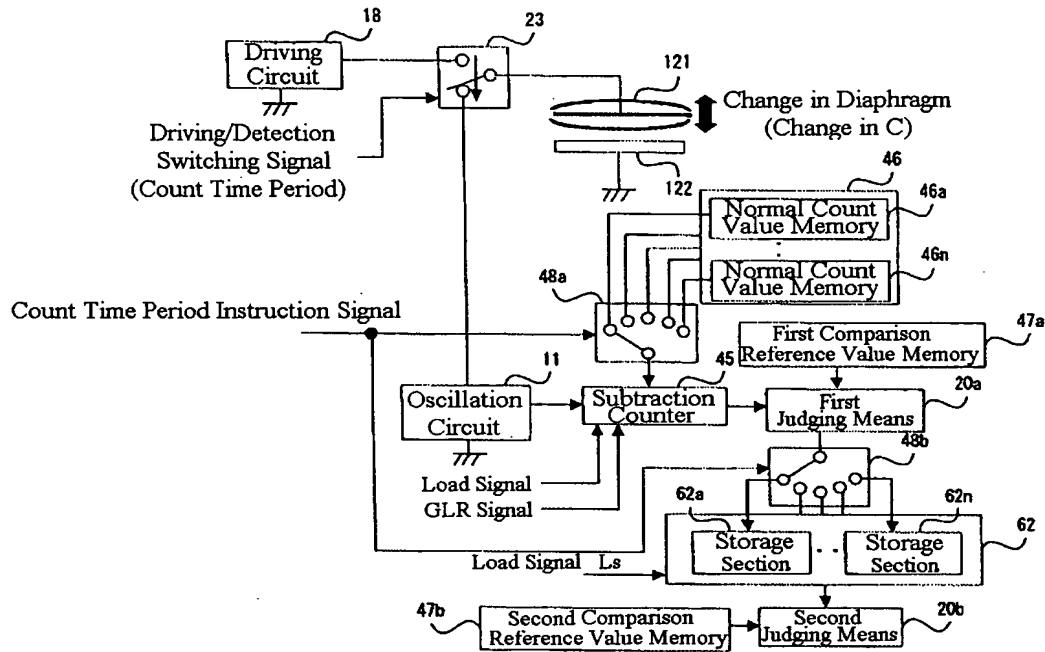 18
23
Driving
Circuit
121
Change in Diaphragm
(Change in C)
Driving/Detection
Switching Signal
(Count Time Period)
122
46
Normal Count
Value Memory
46a
Normal Count
Value Memory
46n
48a
Count Time Period Instruction Signal
First Comparison
Reference Value Memory
47a
11
45
Oscillation
Circuit
Subtraction
Counter
First
Judging Means
20a
48b
Load Signal
GLR Signal
62a
62n
Storage
Section
Storage
Section
62
Load Signal Ls
47b
Second Comparison
Reference Value Memory
Second
Judging Means
20b